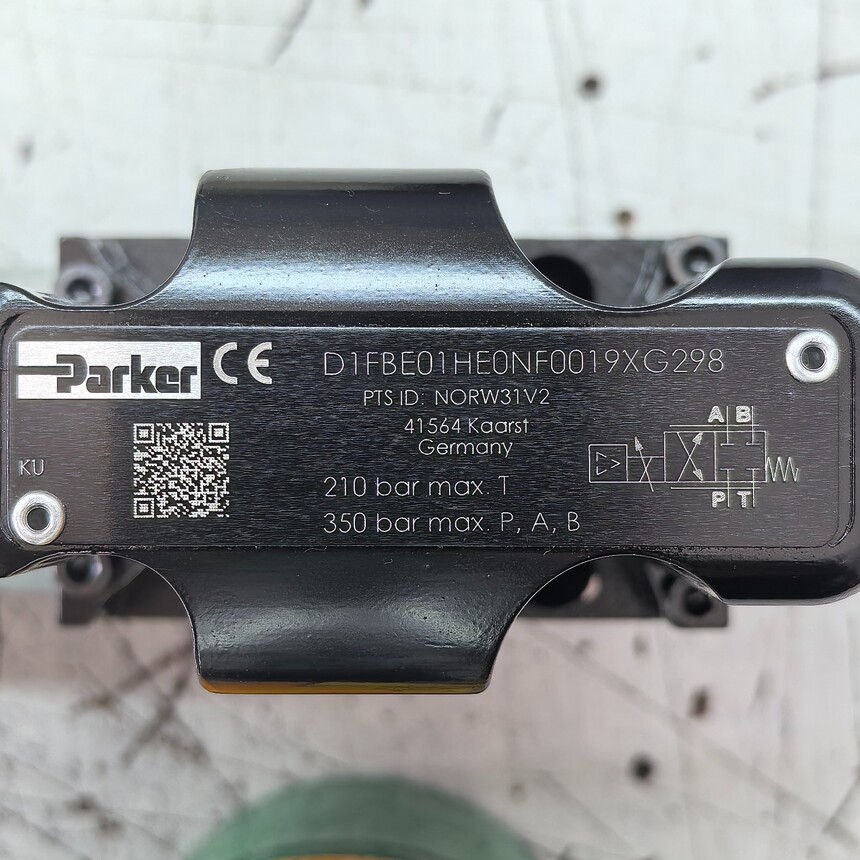 Parker CE D1FBE01HE0NF0019XG298
PTS ID: NORW31V2
41564 Kaarst
Germany
KU
210 bar max. T
350 bar max. P, A, B
A B
P T